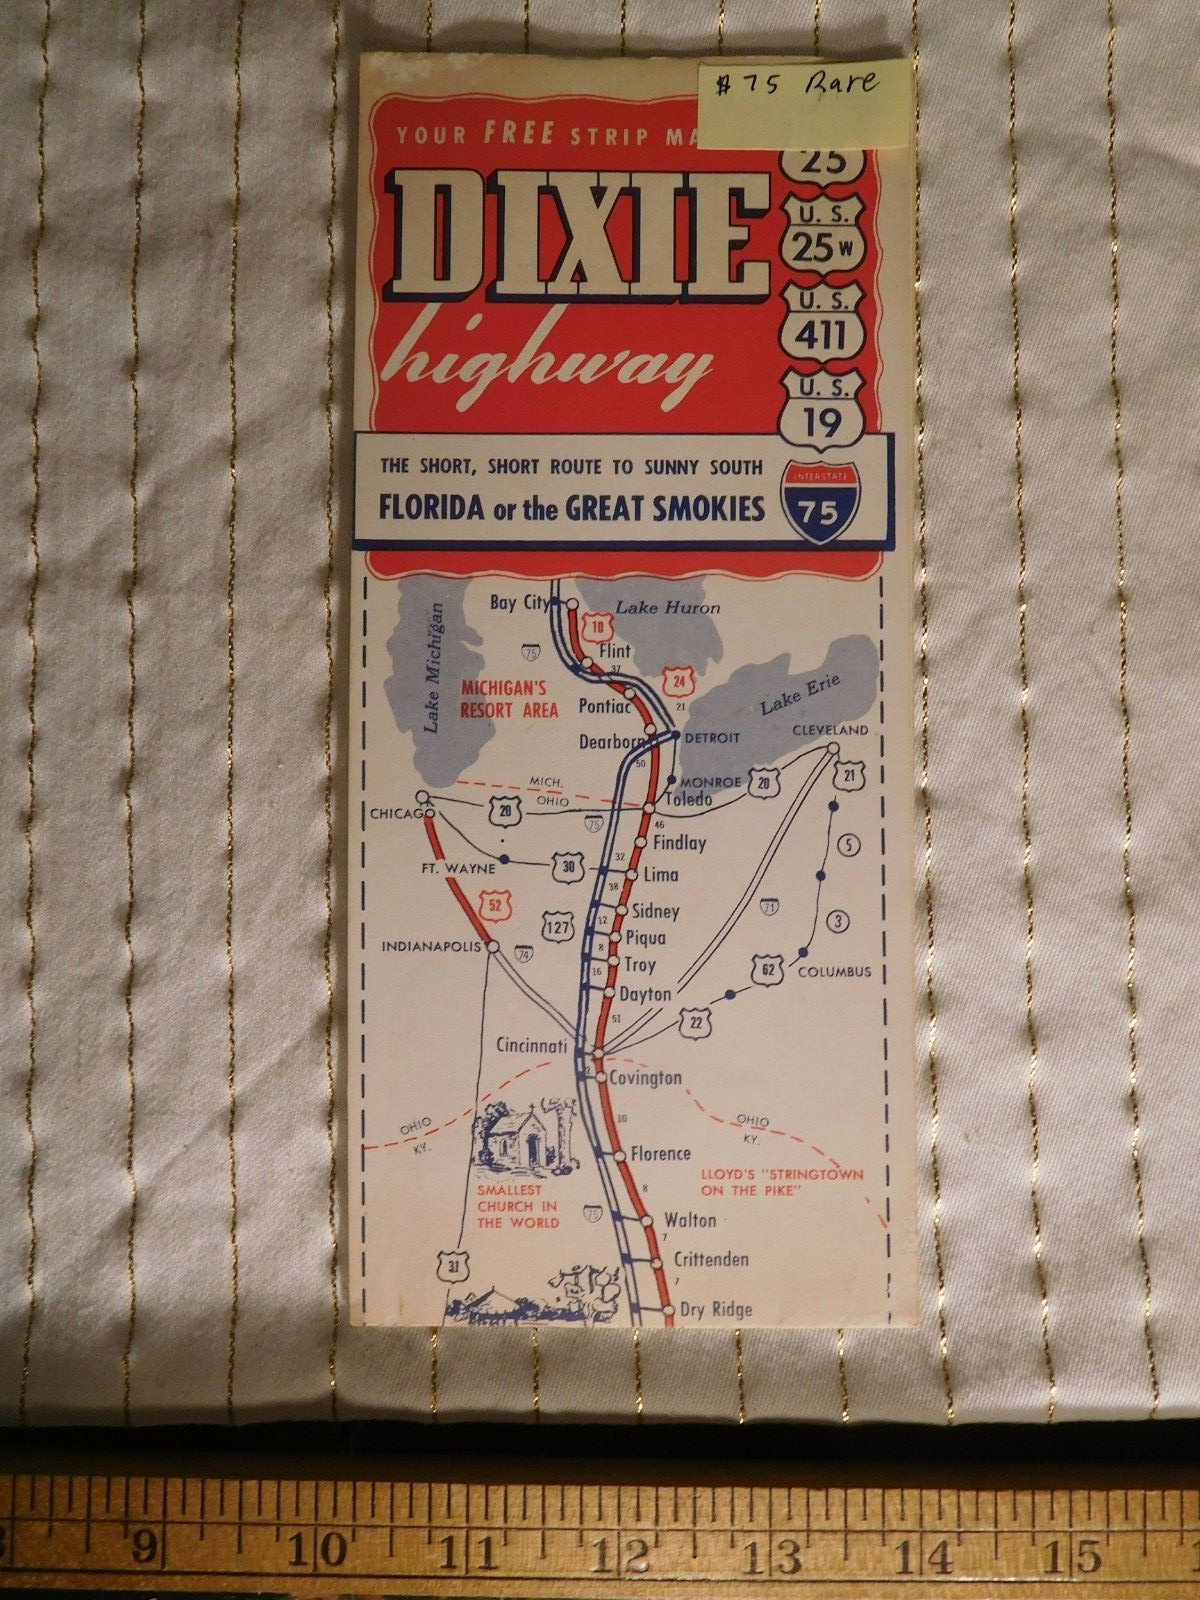 $75 Rare
YOUR FREE STRIP MA
DIXIE
highway
25
U. S.
25 W
U. S.
411
U. S.
19
THE SHORT, SHORT ROUTE TO SUNNY SOUTH
FLORIDA or the GREAT SMOKIES
INTERSTATE
75
Bay City
Lake Huron
10
Lake Michigan
75
Flint
37
24
MICHIGAN'S
RESORT AREA
Pontiac
21
Lake Erie
Dearborn
DETROIT
CLEVELAND
50
MICH.
OHIO
MONROE
20
21
Toledo
CHICAGO
20
75
46
Findlay
5
FT. WAYNE
30
32
Lima
38
52
127
Sidney
12
71
3
INDIANAPOLIS
74
Piqua
8
Troy
16
62
COLUMBUS
Dayton
51
22
Cincinnati
2
Covington
OHIO
KY.
10
OHIO
KY.
Florence
SMALLEST
CHURCH IN
THE WORLD
LLOYD'S "STRINGTOWN
ON THE PIKE"
8
75
Walton
7
31
Crittenden
7
Dry Ridge
9 10 11 12 13 14 15